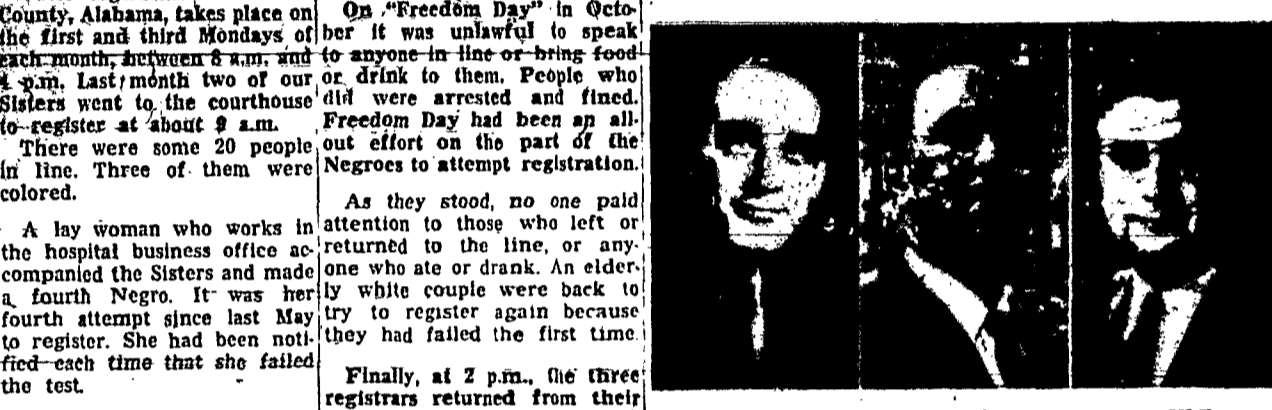 County, Alabama, takes place on
the first and third Mondays of
each month, between 8 a.m. and
4 p.m. Last month two of our
Sisters went to the courthouse
to register at about 9 a.m.
There were some 20 people
in line. Three of them were
colored.
A lay woman who works in
the hospital business office ac-
companied the Sisters and made
a fourth Negro. It was her
fourth attempt since last May
to register. She had been noti-
fied each time that she failed
the test.
On "Freedom Day" in Octo-
ber it was unlawful to speak
to anyone in line or bring food
or drink to them. People who
did were arrested and fined.
Freedom Day had been an all-
out effort on the part of the
Negroes to attempt registration.
As they stood, no one paid
attention to those who left or
returned to the line, or any-
one who ate or drank. An elder-
ly white couple were back to
try to register again because
they had failed the first time.
Finally, at 2 p.m., the three
registrars returned from their